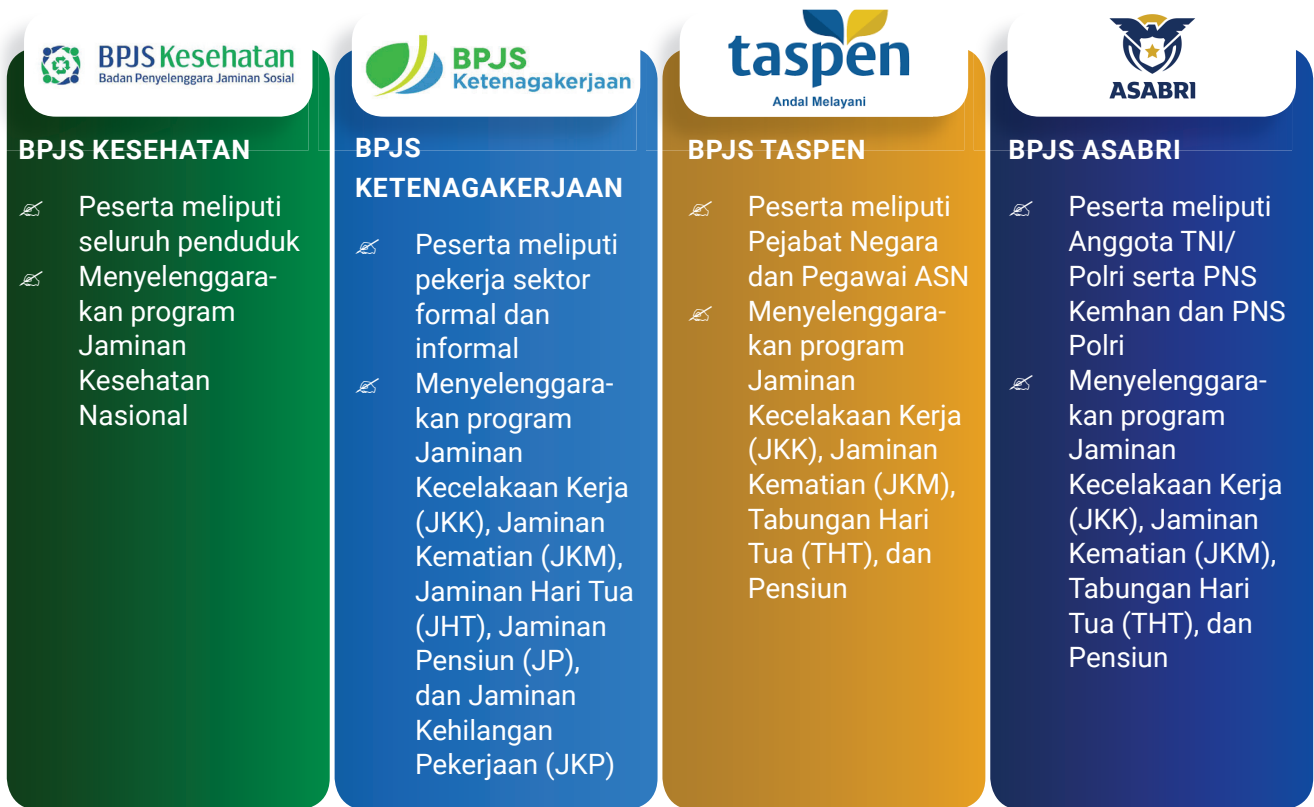 BPJS Kesehatan
Badan Penyelenggara Jaminan Sosial
BPJS KESEHATAN
Peserta meliputi
seluruh penduduk
Menyelenggara-
kan program
Jaminan
Kesehatan
Nasional
BPJS
Ketenagakerjaan
BPJS
KETENAGAKERJAAN
Peserta meliputi
pekerja sektor
formal dan
informal
Menyelenggara-
kan program
Jaminan
Kecelakaan Kerja
(JKK), Jaminan
Kematian (JKM),
Jaminan Hari Tua
(JHT), Jaminan
Pensiun (JP),
dan Jaminan
Kehilangan
Pekerjaan (JKP)
taspen
Andal Melayani
BPJS TASPEN
Peserta meliputi
Pejabat Negara
dan Pegawai ASN
Menyelenggara-
kan program
Jaminan
Kecelakaan Kerja
(JKK), Jaminan
Kematian (JKM),
Tabungan Hari
Tua (THT), dan
Pensiun
ASABRI
BPJS ASABRI
Peserta meliputi
Anggota TNI/
Polri serta PNS
Kemhan dan PNS
Polri
Menyelenggara-
kan program
Jaminan
Kecelakaan Kerja
(JKK), Jaminan
Kematian (JKM),
Tabungan Hari
Tua (THT), dan
Pensiun